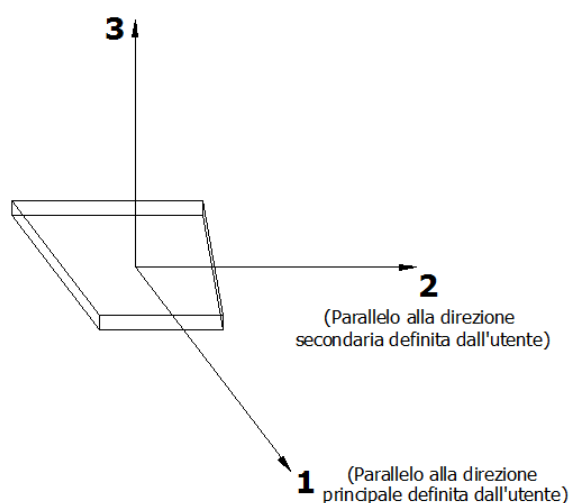 3
2
(Parallelo alla direzione
secondaria definita dall'utente)
1 (Parallelo alla direzione
principale definita dall'utente)